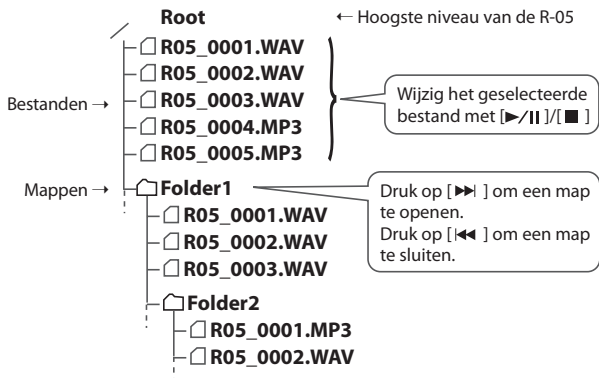 Root
← Hoogste niveau van de R-05
R05_0001.WAV
R05_0002.WAV
R05_0003.WAV
R05_0004.MP3
R05_0005.MP3
Bestanden →
Wijzig het geselecteerde
bestand met [►/II]/[ ■ ]
Mappen →
Folder1
Druk op [ ►►| ] om een map
te openen.
Druk op [ |◄◄ ] om een map
te sluiten.
R05_0001.WAV
R05_0002.WAV
R05_0003.WAV
Folder2
R05_0001.MP3
R05_0002.WAV